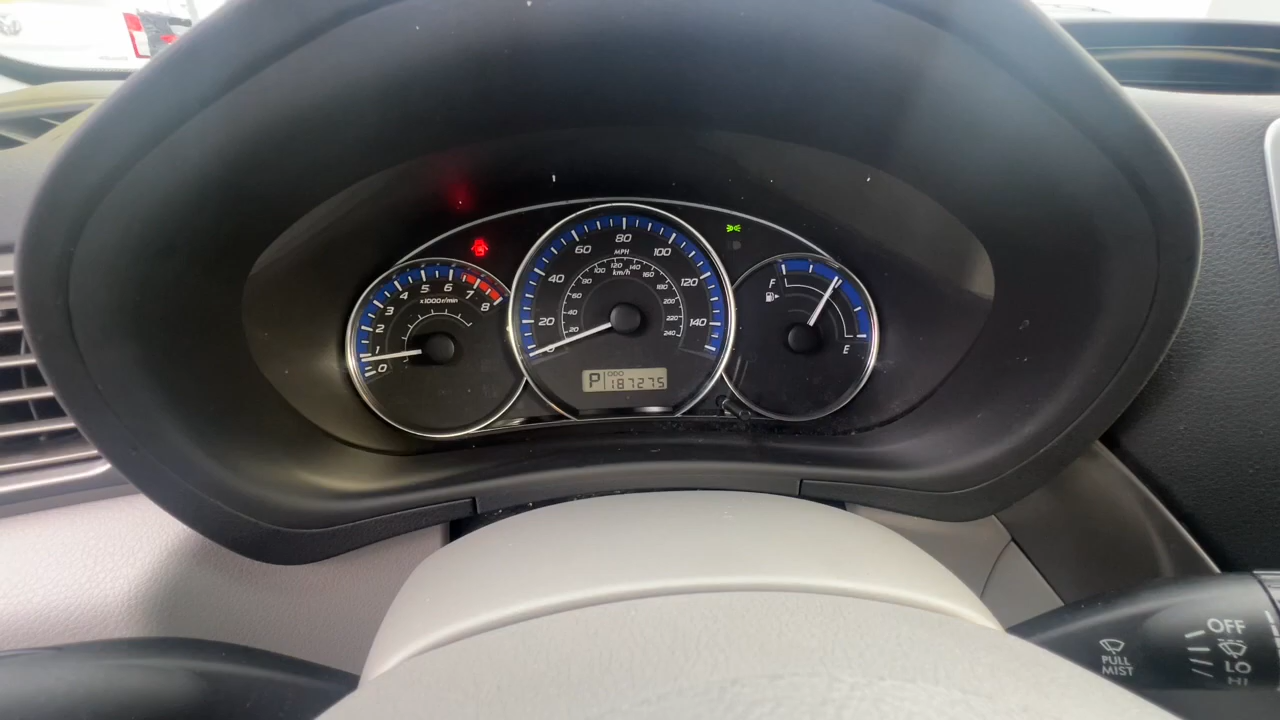 1 2 3 4 5 6 7 8
0
x1000r/min
0 20 40 60 80 100 120 140
MPH
km/h
20 40 60 80 100 120 140 160 180 200 220 240
P ODO
187275
F
E
OFF
PULL
MIST
LO
HI